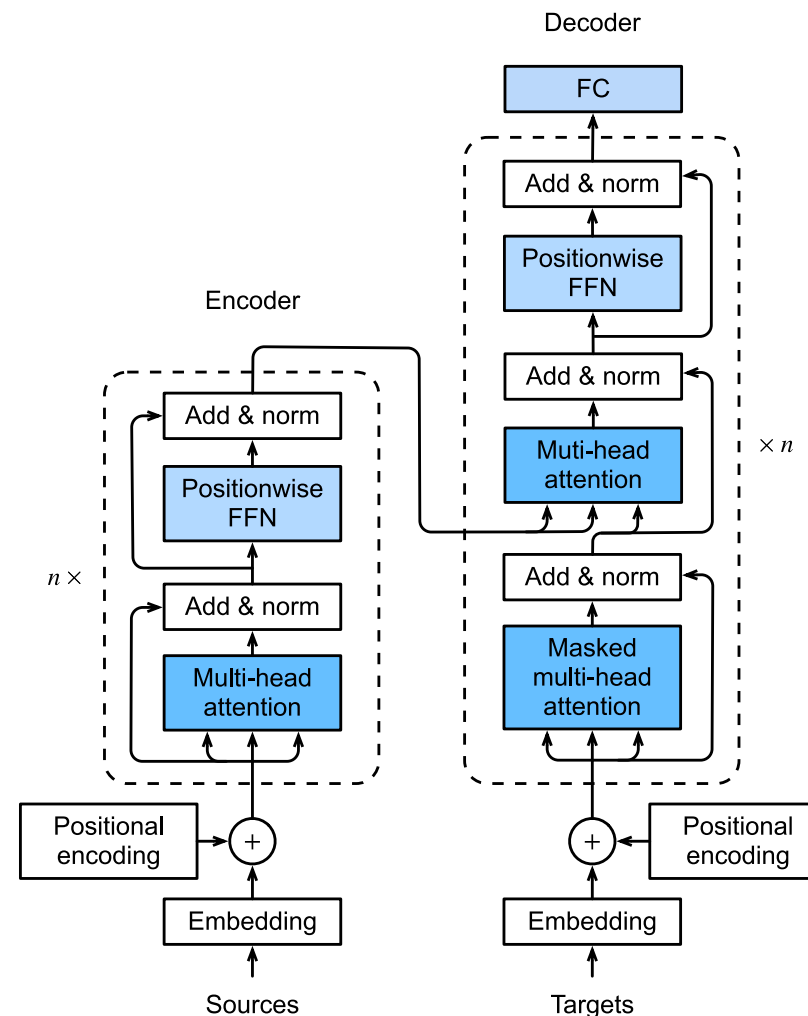 Decoder
FC
Add & norm
Positionwise
FFN
Add & norm
Muti-head
attention
× n
Add & norm
Masked
multi-head
attention
Positional
encoding
+
Embedding
Targets
Encoder
Add & norm
Positionwise
FFN
n ×
Add & norm
Multi-head
attention
Positional
encoding
+
Embedding
Sources